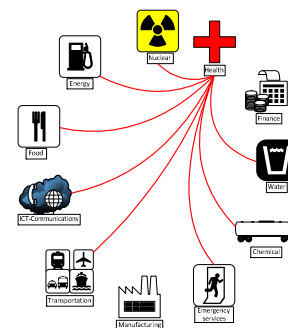 Nuclear
Health
Energy
Finance
Food
Water
ICT-Communications
Chemical
Transportation
Emergency
services
Manufacturing